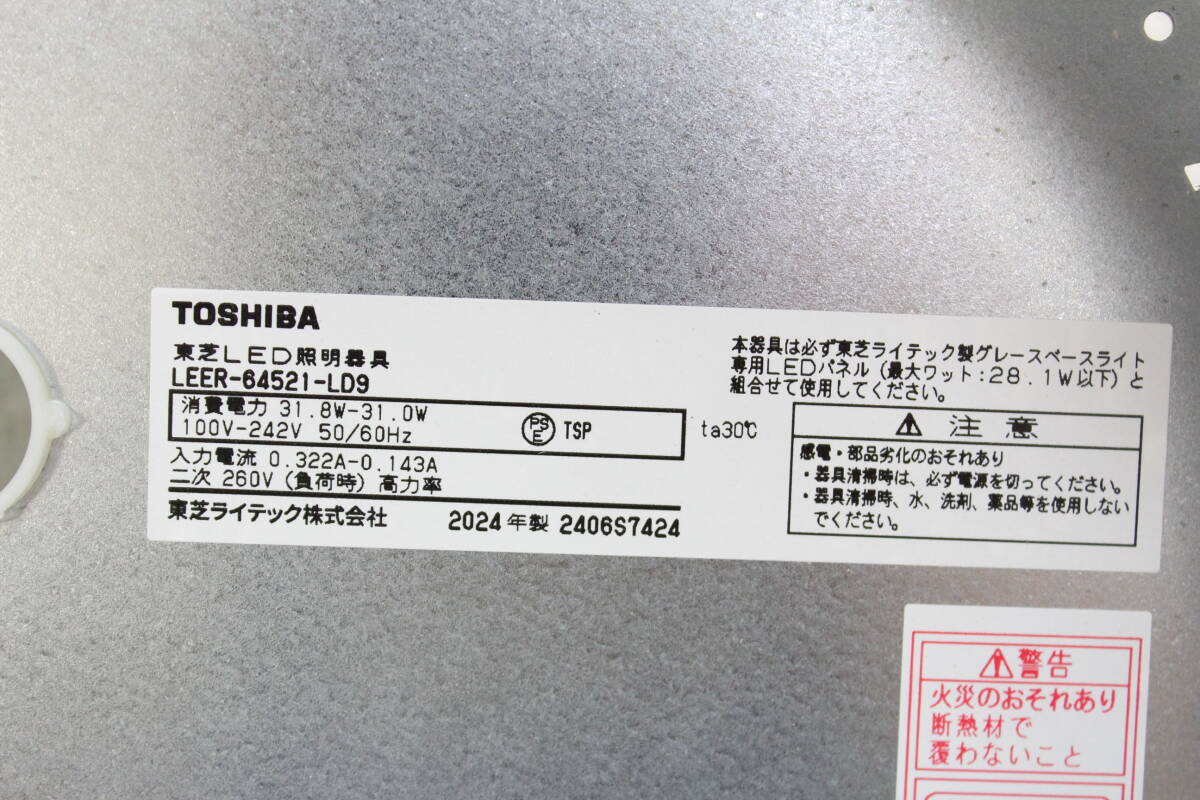 TOSHIBA
東芝LED照明器具
LEER-64521-LD9
消費電力 31.8W-31.0W
100V-242V 50/60Hz
PSE TSP
ta30℃
入力電流 0.322A-0.143A
二次 260V (負荷時) 高力率
東芝ライテック株式会社 2024年製 2406S7424
本器具は必ず東芝ライテック製グレースベースライト
専用LEDパネル（最大ワット：28.1W以下）と
組合せて使用してください。
注意
感電・部品劣化のおそれあり
・器具清掃時は、必ず電源を切ってください。
・器具清掃時、水、洗剤、薬品等を使用しない
でください。
警告
火災のおそれあり
断熱材で
覆わないこと